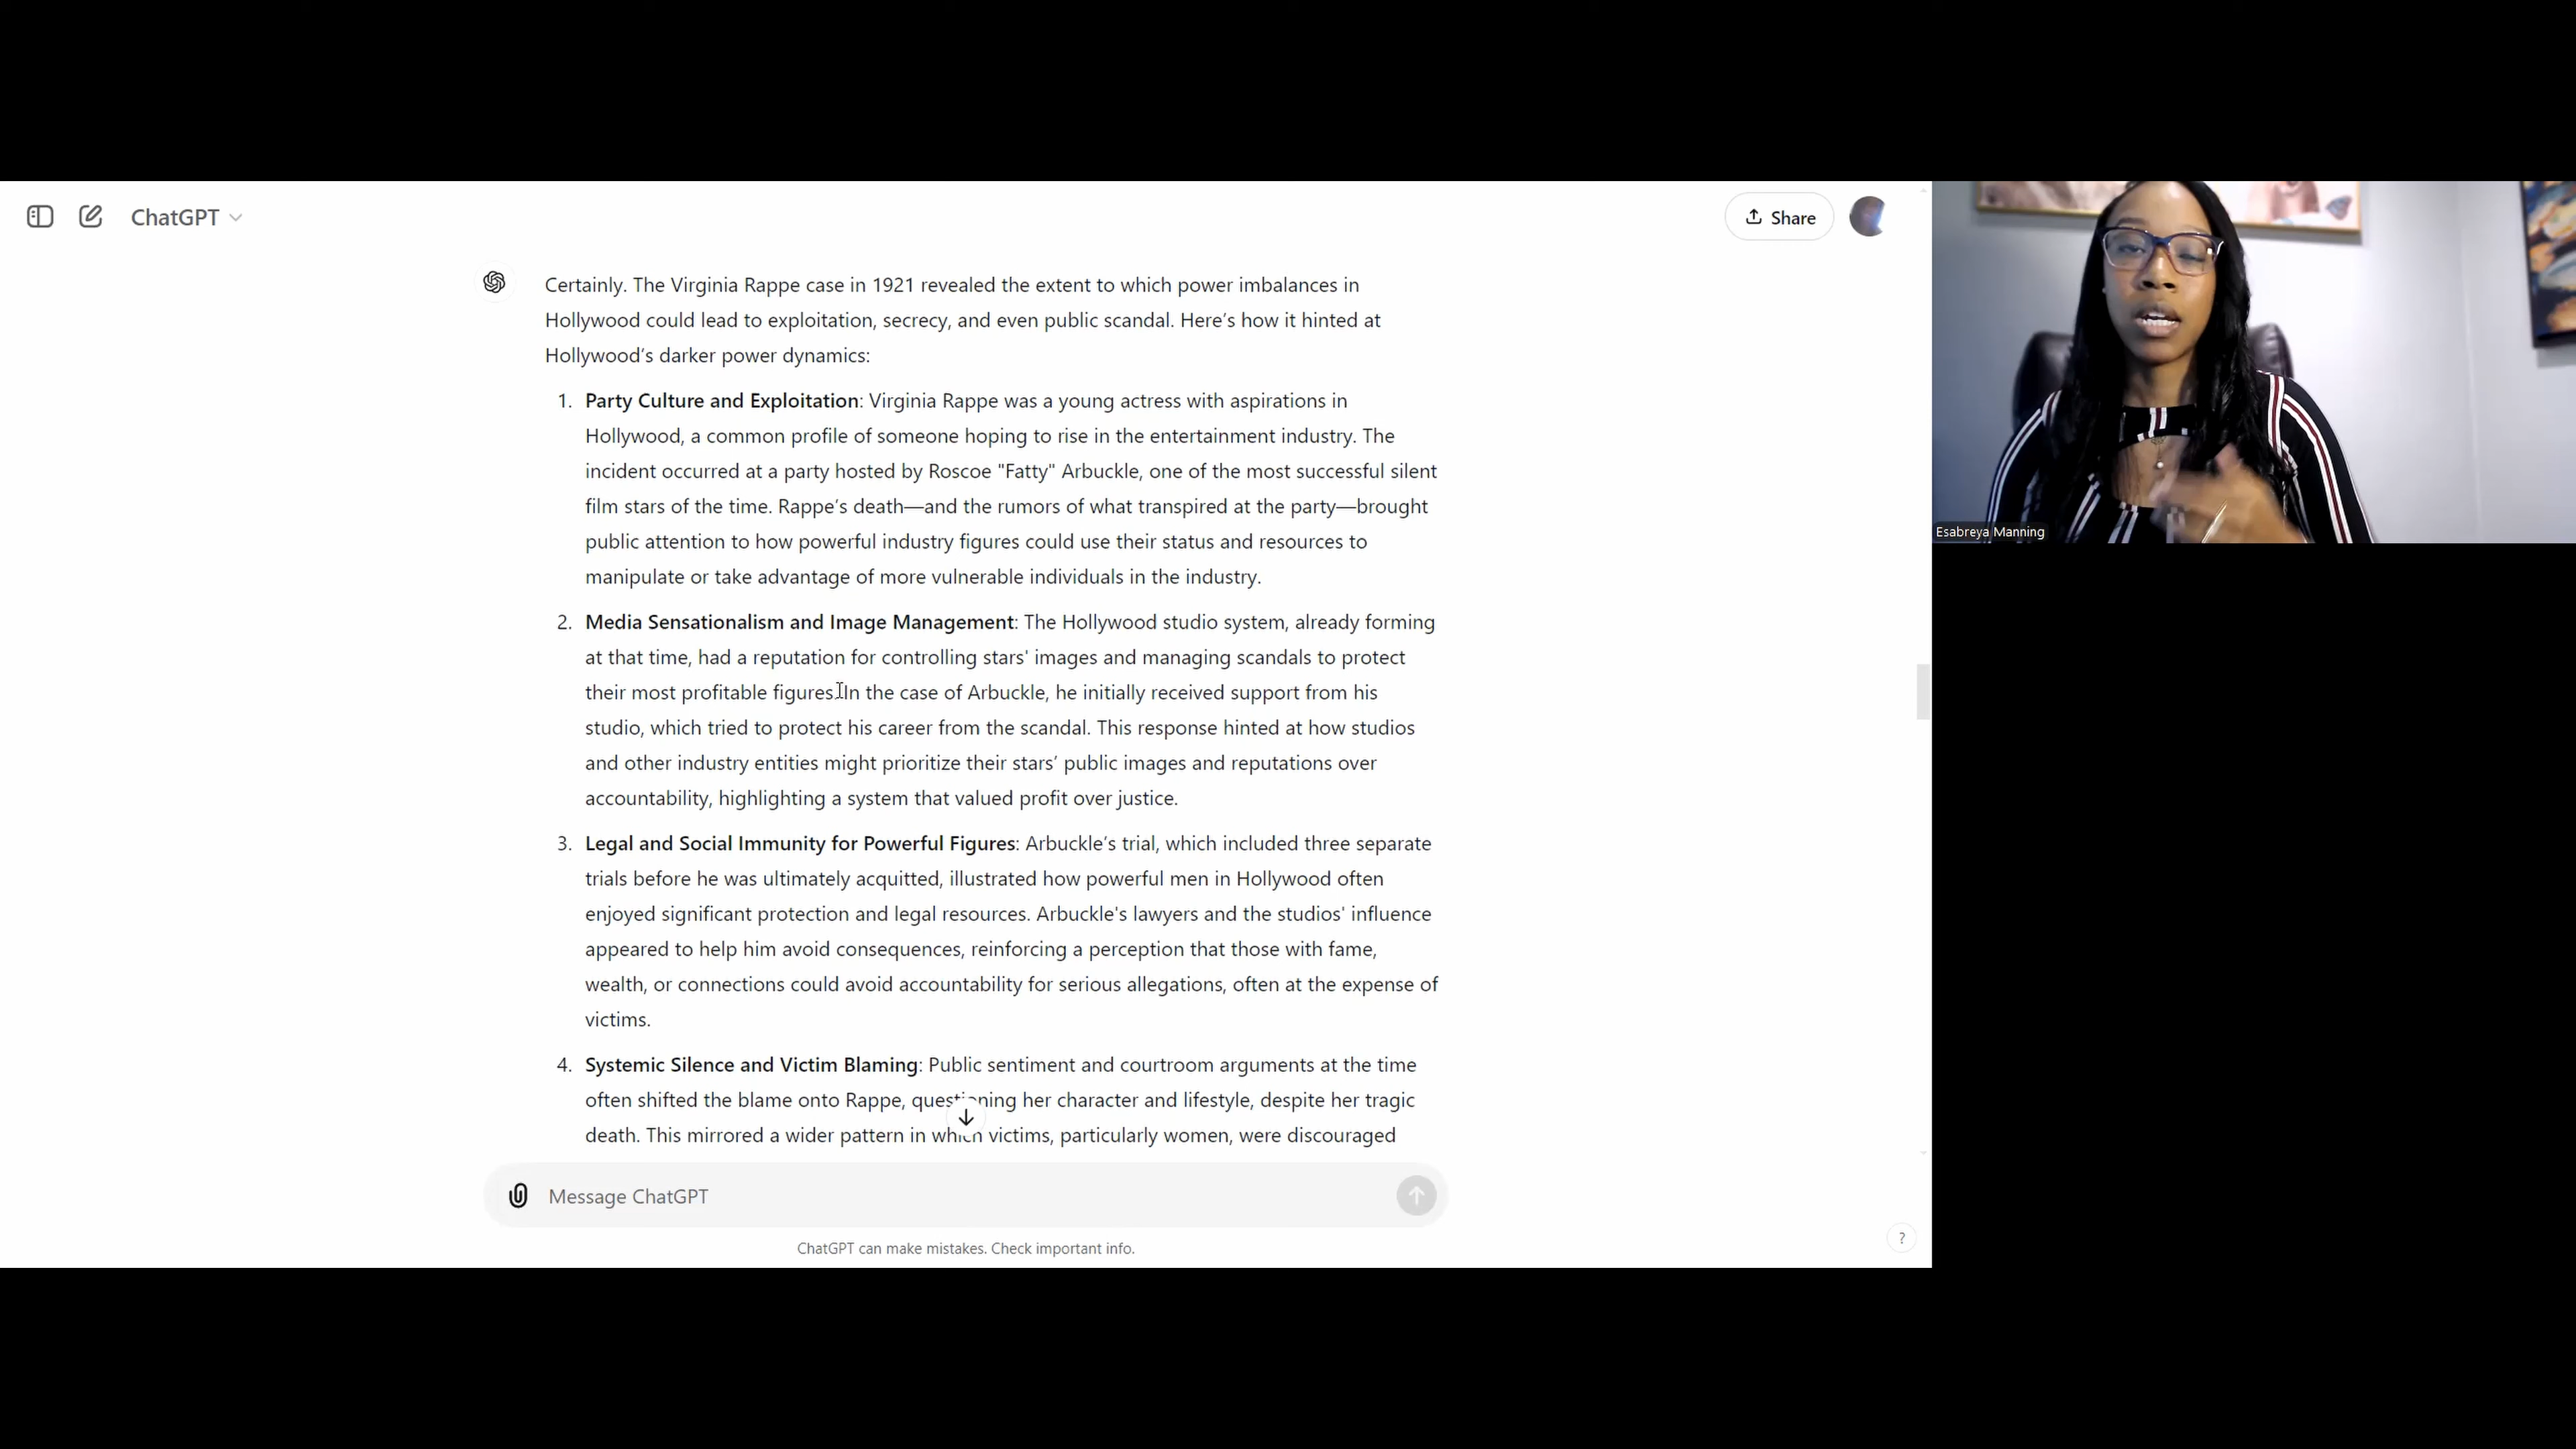 ChatGPT
Share
Certainly. The Virginia Rappe case in 1921 revealed the extent to which power imbalances in
Hollywood could lead to exploitation, secrecy, and even public scandal. Here’s how it hinted at
Hollywood’s darker power dynamics:
1. Party Culture and Exploitation: Virginia Rappe was a young actress with aspirations in
Hollywood, a common profile of someone hoping to rise in the entertainment industry. The
incident occurred at a party hosted by Roscoe "Fatty" Arbuckle, one of the most successful silent
film stars of the time. Rappe’s death—and the rumors of what transpired at the party—brought
public attention to how powerful industry figures could use their status and resources to
manipulate or take advantage of more vulnerable individuals in the industry.
2. Media Sensationalism and Image Management: The Hollywood studio system, already forming
at that time, had a reputation for controlling stars' images and managing scandals to protect
their most profitable figures. In the case of Arbuckle, he initially received support from his
studio, which tried to protect his career from the scandal. This response hinted at how studios
and other industry entities might prioritize their stars’ public images and reputations over
accountability, highlighting a system that valued profit over justice.
3. Legal and Social Immunity for Powerful Figures: Arbuckle’s trial, which included three separate
trials before he was ultimately acquitted, illustrated how powerful men in Hollywood often
enjoyed significant protection and legal resources. Arbuckle's lawyers and the studios' influence
appeared to help him avoid consequences, reinforcing a perception that those with fame,
wealth, or connections could avoid accountability for serious allegations, often at the expense of
victims.
4. Systemic Silence and Victim Blaming: Public sentiment and courtroom arguments at the time
often shifted the blame onto Rappe, questioning her character and lifestyle, despite her tragic
death. This mirrored a wider pattern in which victims, particularly women, were discouraged
Message ChatGPT
ChatGPT can make mistakes. Check important info.
?
Esabreya Manning